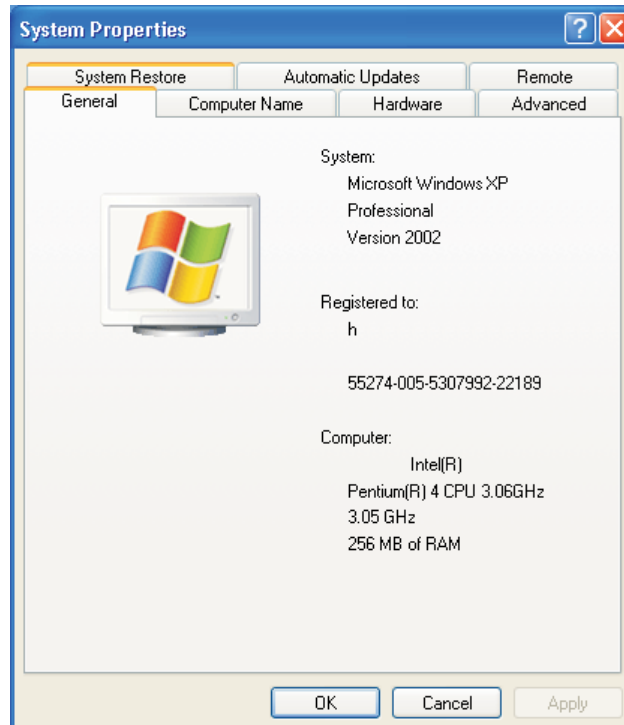 System Properties
System Restore Automatic Updates Remote
General Computer Name Hardware Advanced
System:
Microsoft Windows XP
Professional
Version 2002
Registered to:
h
55274-005-5307992-22189
Computer:
Intel(R)
Pentium(R) 4 CPU 3.06GHz
3.05 GHz
256 MB of RAM
OK Cancel Apply